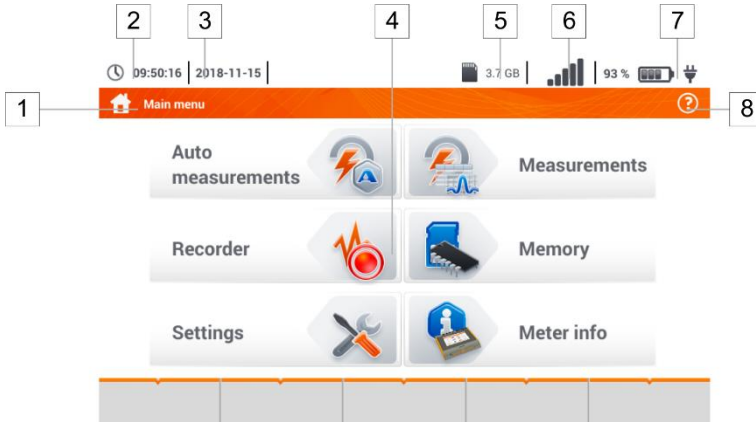 2
3
4
5
6
7
09:50:16
2018-11-15
3.7 GB
93 %
1
Main menu
?
8
Auto
measurements
Measurements
Recorder
Memory
Settings
Meter info